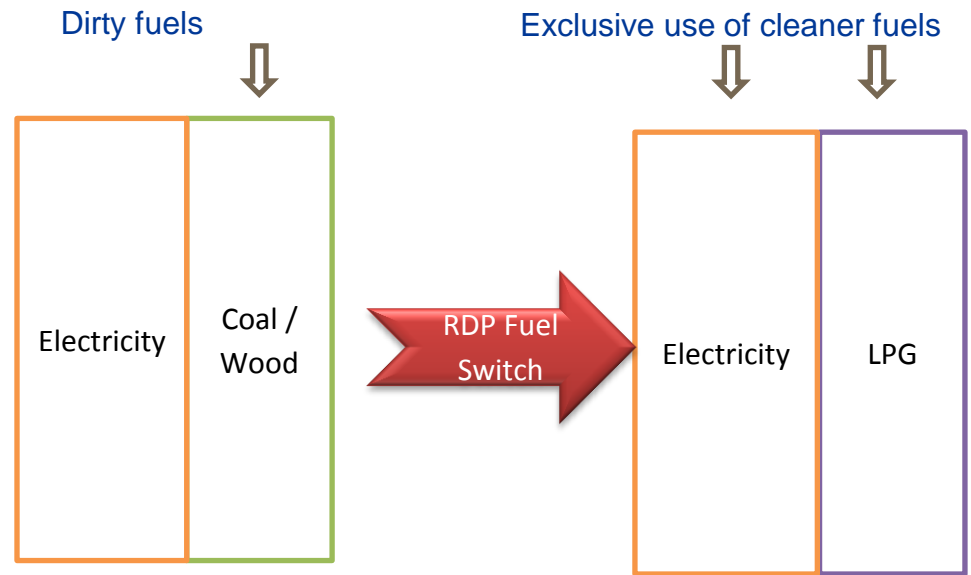 Dirty fuels
Exclusive use of cleaner fuels
Electricity
Coal /
Wood
RDP Fuel
Switch
Electricity
LPG